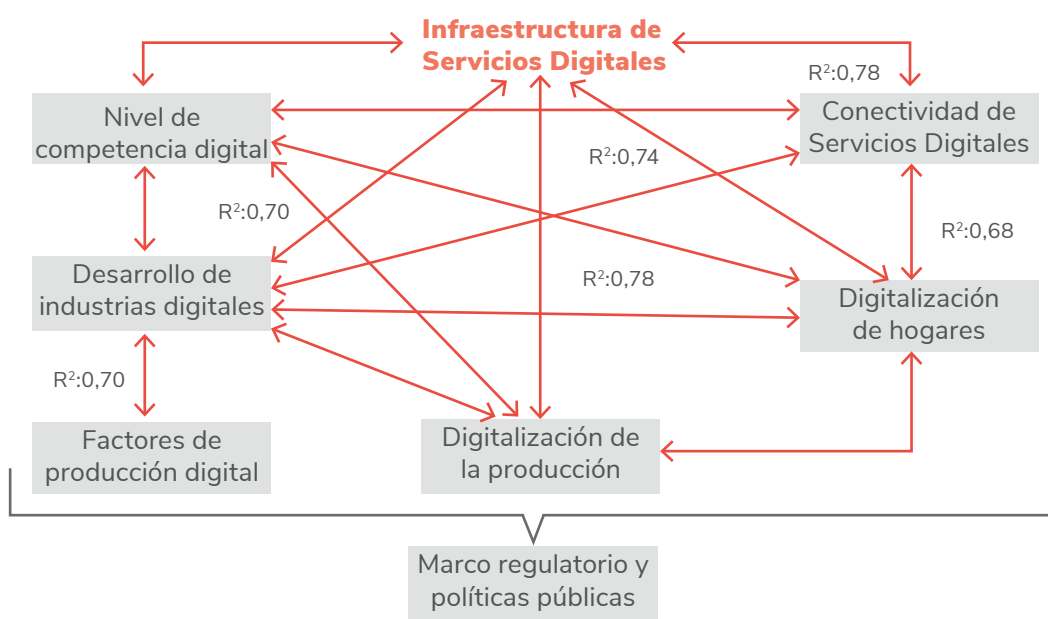 Infraestructura de
Servicios Digitales
R²:0,78
Nivel de
competencia digital
Conectividad de
Servicios Digitales
R²:0,74
R²:0,70
R²:0,68
Desarrollo de
industrias digitales
R²:0,78
Digitalización
de hogares
R²:0,70
Factores de
producción digital
Digitalización de
la producción
Marco regulatorio y
políticas públicas